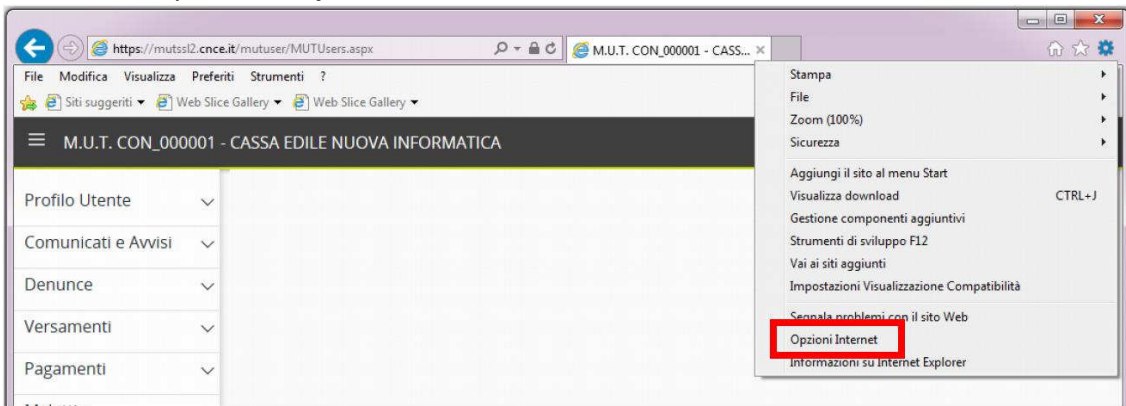 https://mutssl2.cnce.it/mutuser/MUTUsers.aspx
M.U.T. CON_000001 - CASS...
File Modifica Visualizza Preferiti Strumenti ?
Siti suggeriti Web Slice Gallery Web Slice Gallery
M.U.T. CON_000001 - CASSA EDILE NUOVA INFORMATICA
Profilo Utente
Comunicati e Avvisi
Denunce
Versamenti
Pagamenti
Stampa
File
Zoom (100%)
Sicurezza
Aggiungi il sito al menu Start
Visualizza download CTRL+J
Gestione componenti aggiuntivi
Strumenti di sviluppo F12
Vai ai siti aggiunti
Impostazioni Visualizzazione Compatibilità
Segnala problemi con il sito Web
Opzioni Internet
Informazioni su Internet Explorer